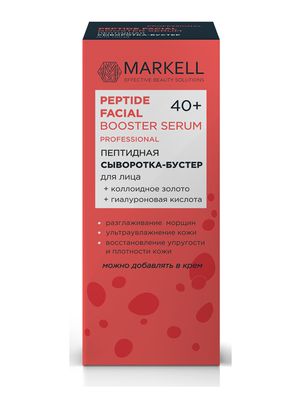 MARKELL
EFFECTIVE BEAUTY SOLUTIONS
PEPTIDE 40+
FACIAL
BOOSTER SERUM
PROFESSIONAL
ПЕПТИДНАЯ
СЫВОРОТКА-БУСТЕР
для лица
+ коллоидное золото
+ гиалуроновая кислота
• разглаживание морщин
• ультраувлажнение кожи
• восстановление упругости
и плотности кожи
можно добавлять в крем